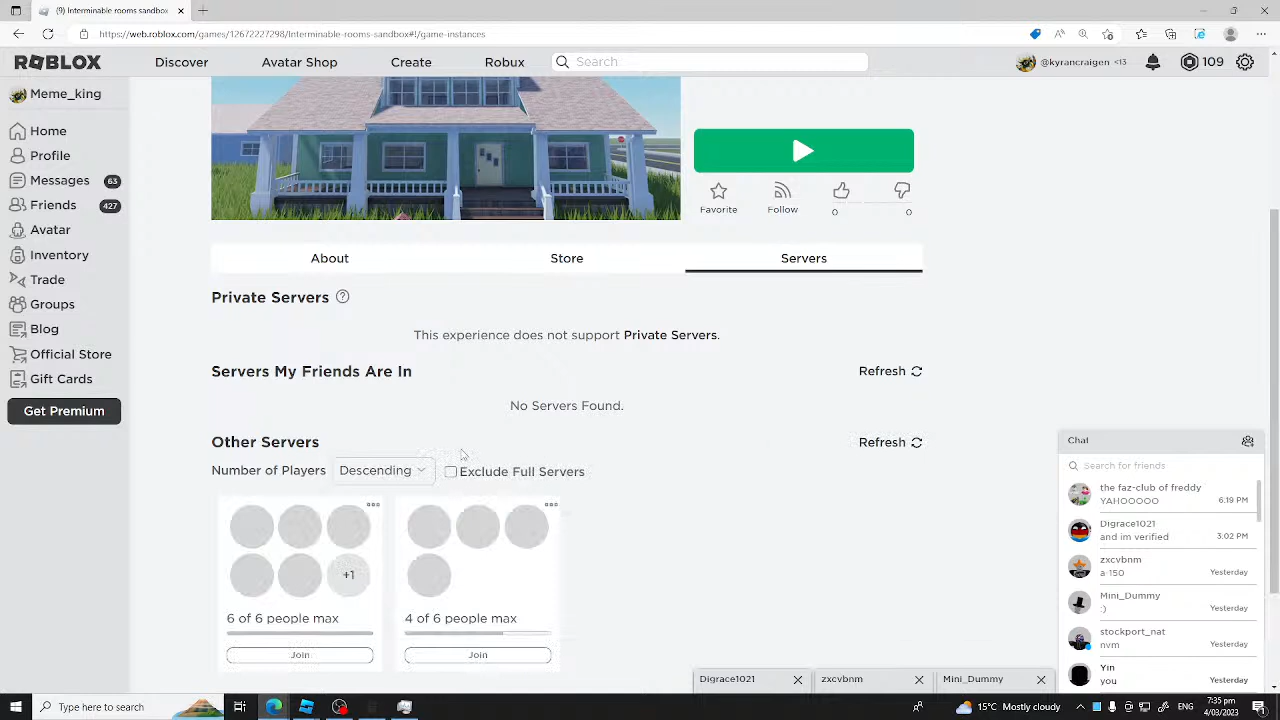 (9) Interminable rooms sandbox
https://web.roblox.com/games/12672227298/Interminable-rooms-sandbox#!/game-instances
ROBLOX
Discover
Avatar Shop
Create
Robux
Search
@kyrancraigen <13
109
Meme_king
Home
Profile
Messages 63
Friends 427
Avatar
Inventory
Trade
Groups
Blog
Official Store
Gift Cards
Get Premium
Favorite
Follow
0
0
About
Store
Servers
Private Servers
This experience does not support Private Servers.
Servers My Friends Are In
Refresh
No Servers Found.
Other Servers
Refresh
Number of Players
Descending
Exclude Full Servers
+1
6 of 6 people max
Join
4 of 6 people max
Join
Chat
Search for friends
the faz-club of freddy
YAHOOOOO
6:19 PM
Digrace1021
and im verified
3:02 PM
zxcvbnm
a 150
Yesterday
Mini_Dummy
:)
Yesterday
stockport_nat
nvm
Yesterday
Yin
you
Yesterday
Digrace1021
zxcvbnm
Mini_Dummy
Type here to search
15°C Mostly cloudy
ENG
7:35 pm
4/03/2023